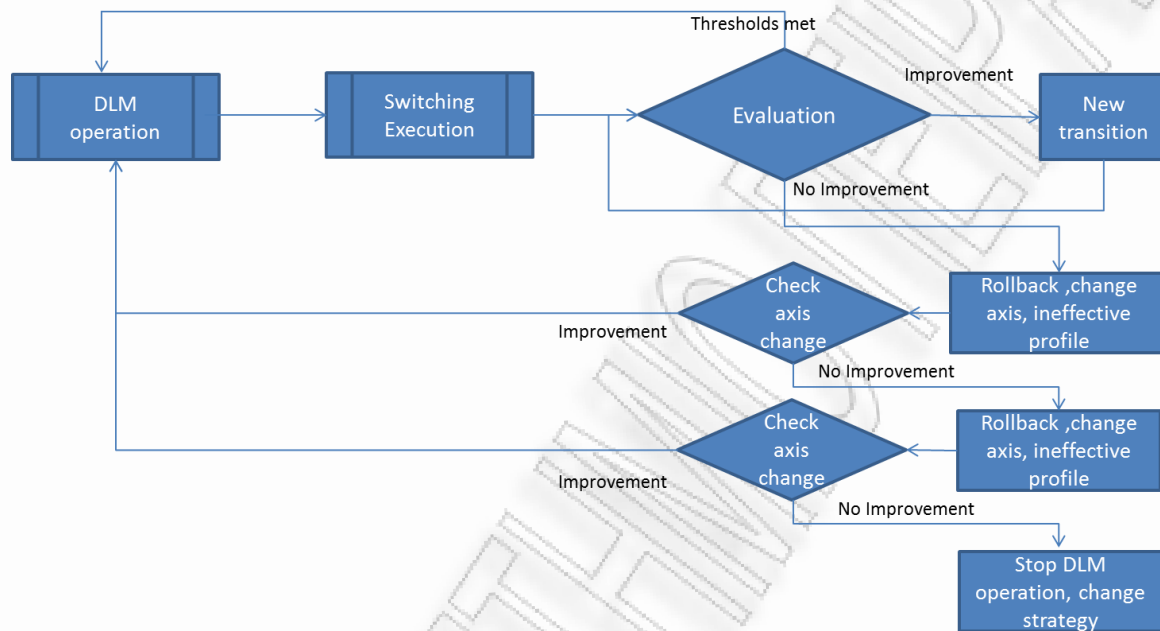 Thresholds met
DLM
operation
Switching
Execution
Evaluation
Improvement
New
transition
No Improvement
Check
axis
change
Rollback ,change
axis, ineffective
profile
Improvement
No Improvement
Check
axis
change
Rollback ,change
axis, ineffective
profile
Improvement
No Improvement
Stop DLM
operation, change
strategy